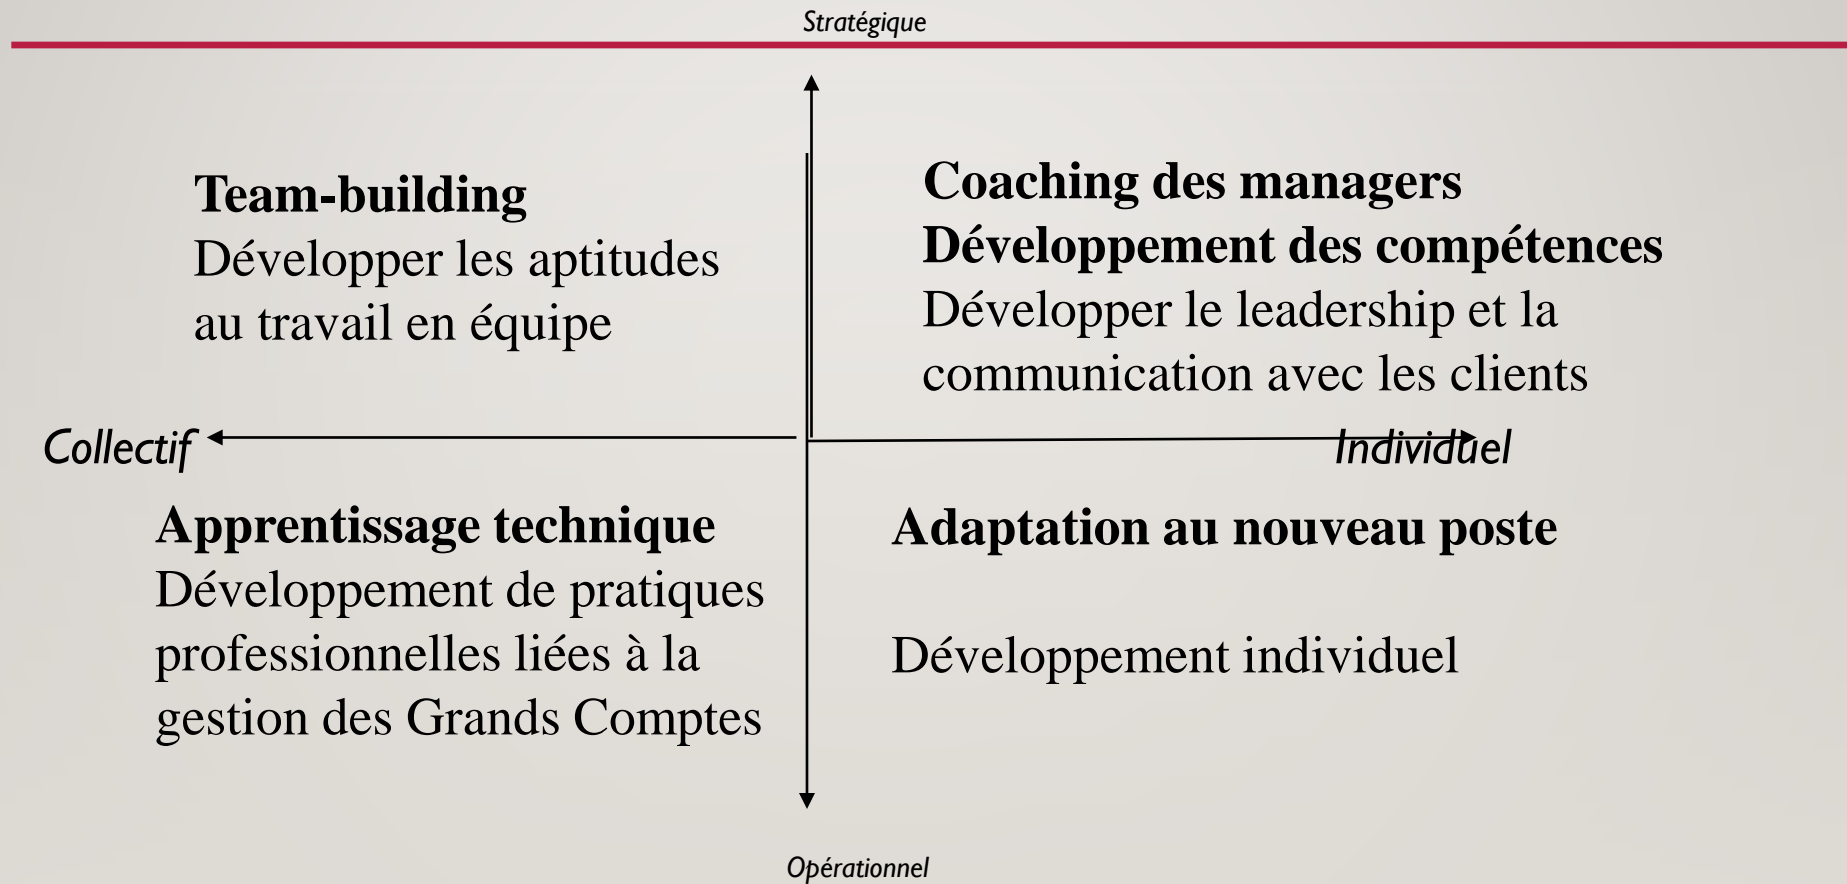 Stratégique
Team-building
Développer les aptitudes
au travail en équipe
Coaching des managers
Développement des compétences
Développer le leadership et la
communication avec les clients
Collectif
Individuel
Apprentissage technique
Développement de pratiques
professionnelles liées à la
gestion des Grands Comptes
Adaptation au nouveau poste
Développement individuel
Opérationnel